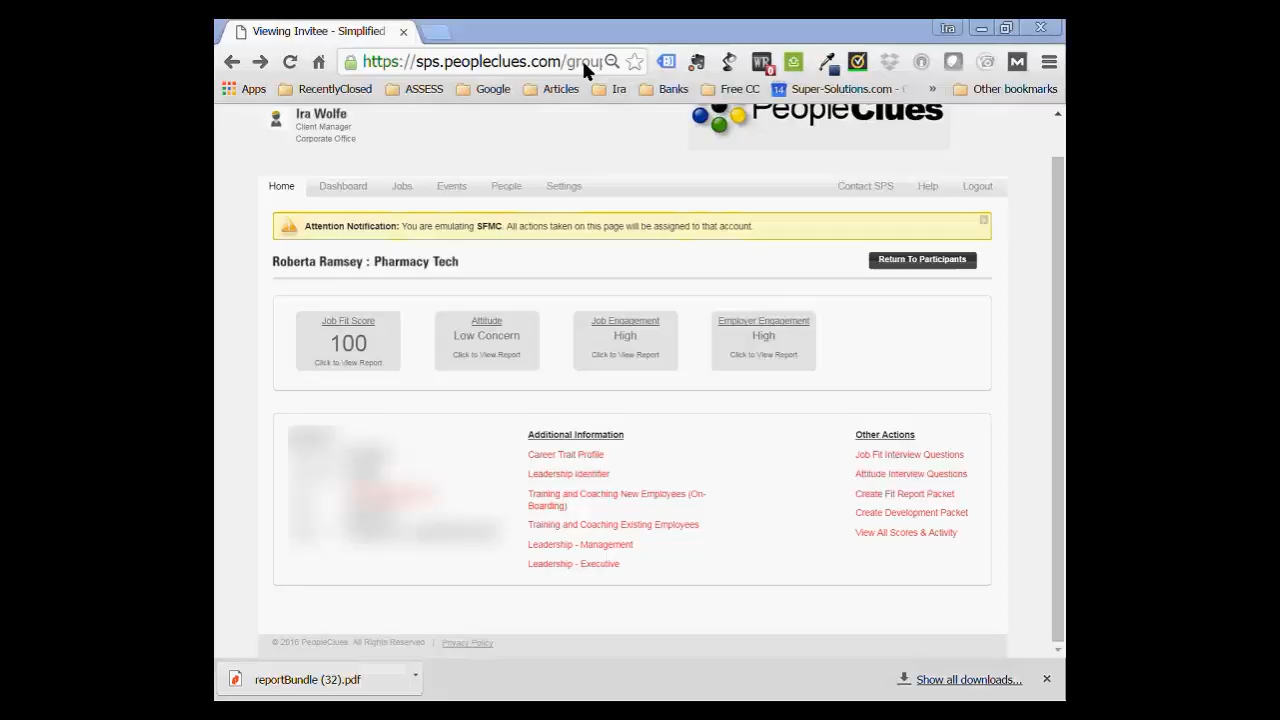 Viewing Invitee - Simplified
Ira
https://sps.peopleclues.com/group
Apps RecentlyClosed ASSESS Google Articles Ira Banks Free CC 14 Super-Solutions.com - » Other bookmarks
Ira Wolfe
Client Manager
Corporate Office
PeopleClues
Home Dashboard Jobs Events People Settings Contact SPS Help Logout
Attention Notification: You are emulating SFMC. All actions taken on this page will be assigned to that account.
Roberta Ramsey : Pharmacy Tech
Return To Participants
Job Fit Score Attitude Job Engagement Employer Engagement
100 Low Concern High High
Click to View Report Click to View Report Click to View Report Click to View Report
Additional Information
Career Trait Profile
Leadership Identifier
Training and Coaching New Employees (On-
Boarding)
Training and Coaching Existing Employees
Leadership - Management
Leadership - Executive
Other Actions
Job Fit Interview Questions
Attitude Interview Questions
Create Fit Report Packet
Create Development Packet
View All Scores & Activity
© 2016 PeopleClues. All Rights Reserved | Privacy Policy
reportBundle (32).pdf
Show all downloads...